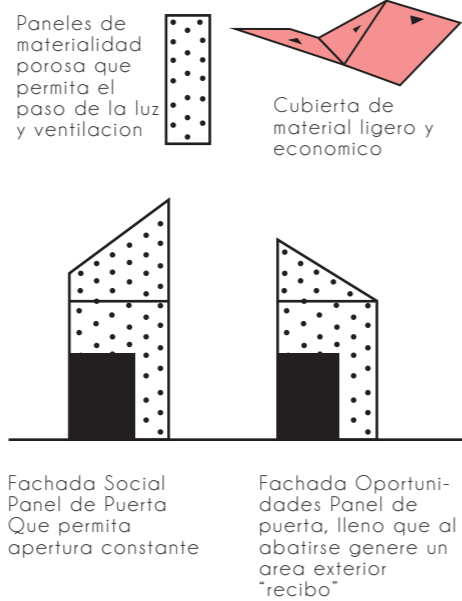 Paneles de
materialidad
porosa que
permita el
paso de la luz
y ventilacion
Cubierta de
material ligero y
economico
Fachada Social
Panel de Puerta
Que permita
apertura constante
Fachada Oportuni-
dades Panel de
puerta, lleno que al
abatirse genere un
area exterior
"recibo"